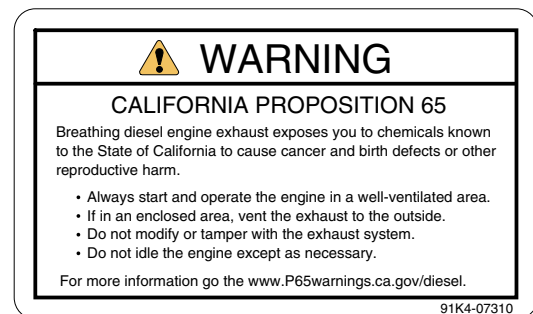 WARNING
CALIFORNIA PROPOSITION 65
Breathing diesel engine exhaust exposes you to chemicals known
to the State of California to cause cancer and birth defects or other
reproductive harm.
• Always start and operate the engine in a well-ventilated area.
• If in an enclosed area, vent the exhaust to the outside.
• Do not modify or tamper with the exhaust system.
• Do not idle the engine except as necessary.
For more information go the www.P65warnings.ca.gov/diesel.
91K4-07310